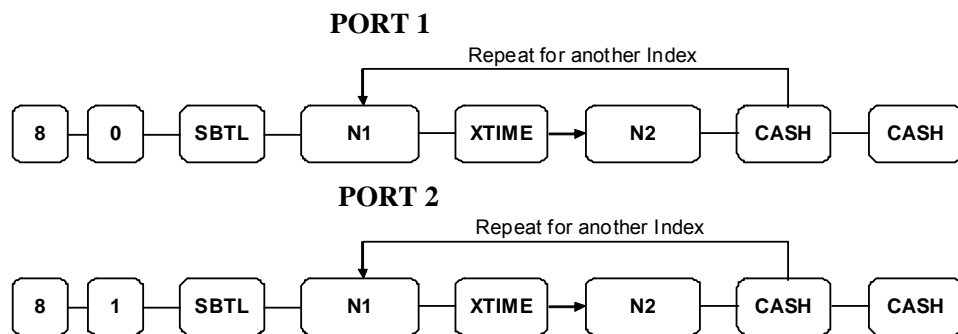 PORT 1
Repeat for another Index
8 0 SBTL N1 XTIME N2 CASH CASH
PORT 2
Repeat for another Index
8 1 SBTL N1 XTIME N2 CASH CASH